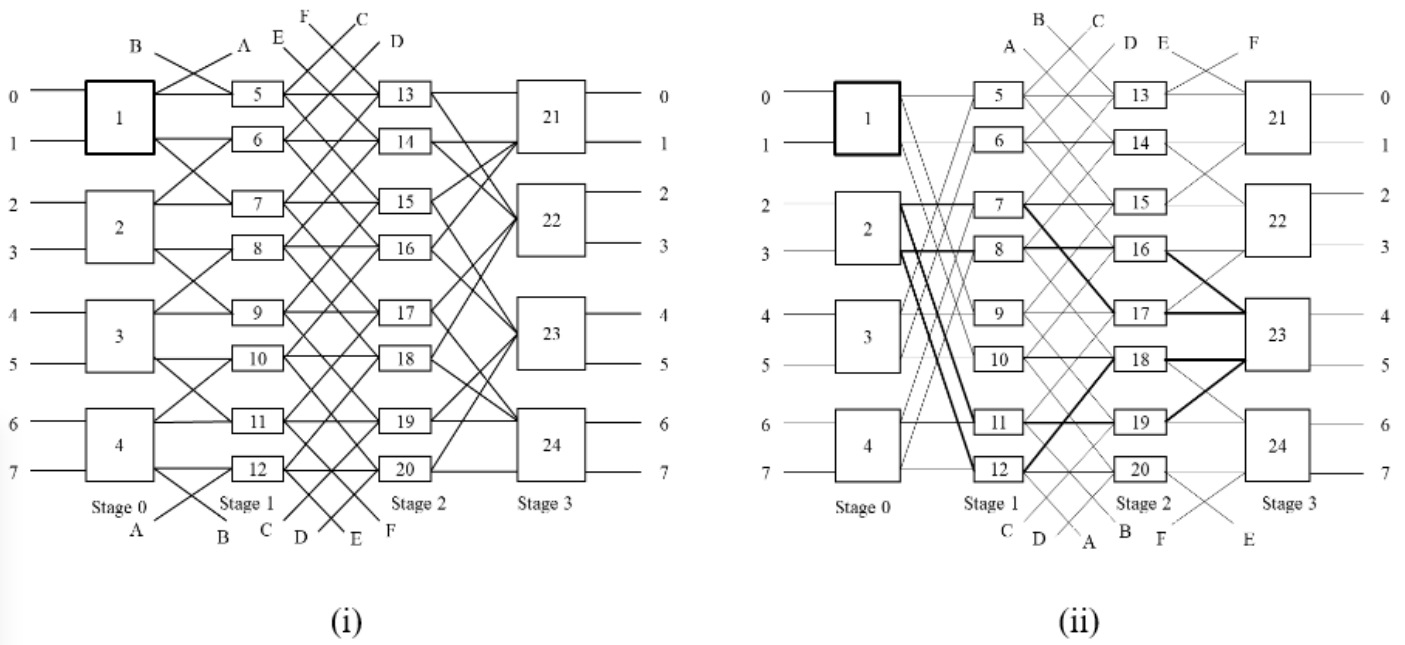 F C E D B A
0 1 5 13 21 0
1 6 14 1
2 2 7 15 22 2
3 8 16 3
4 3 9 17 23 4
5 10 18 5
6 4 11 19 24 6
7 12 20 7
Stage 0 Stage 1 Stage 2 Stage 3
A B C D E F
(i)
B C A D E F
0 1 5 13 21 0
1 6 14 1
2 2 7 15 22 2
3 8 16 3
4 3 9 17 23 4
5 10 18 5
6 4 11 19 24 6
7 12 20 7
Stage 0 Stage 1 Stage 2 Stage 3
C D A B F E
(ii)